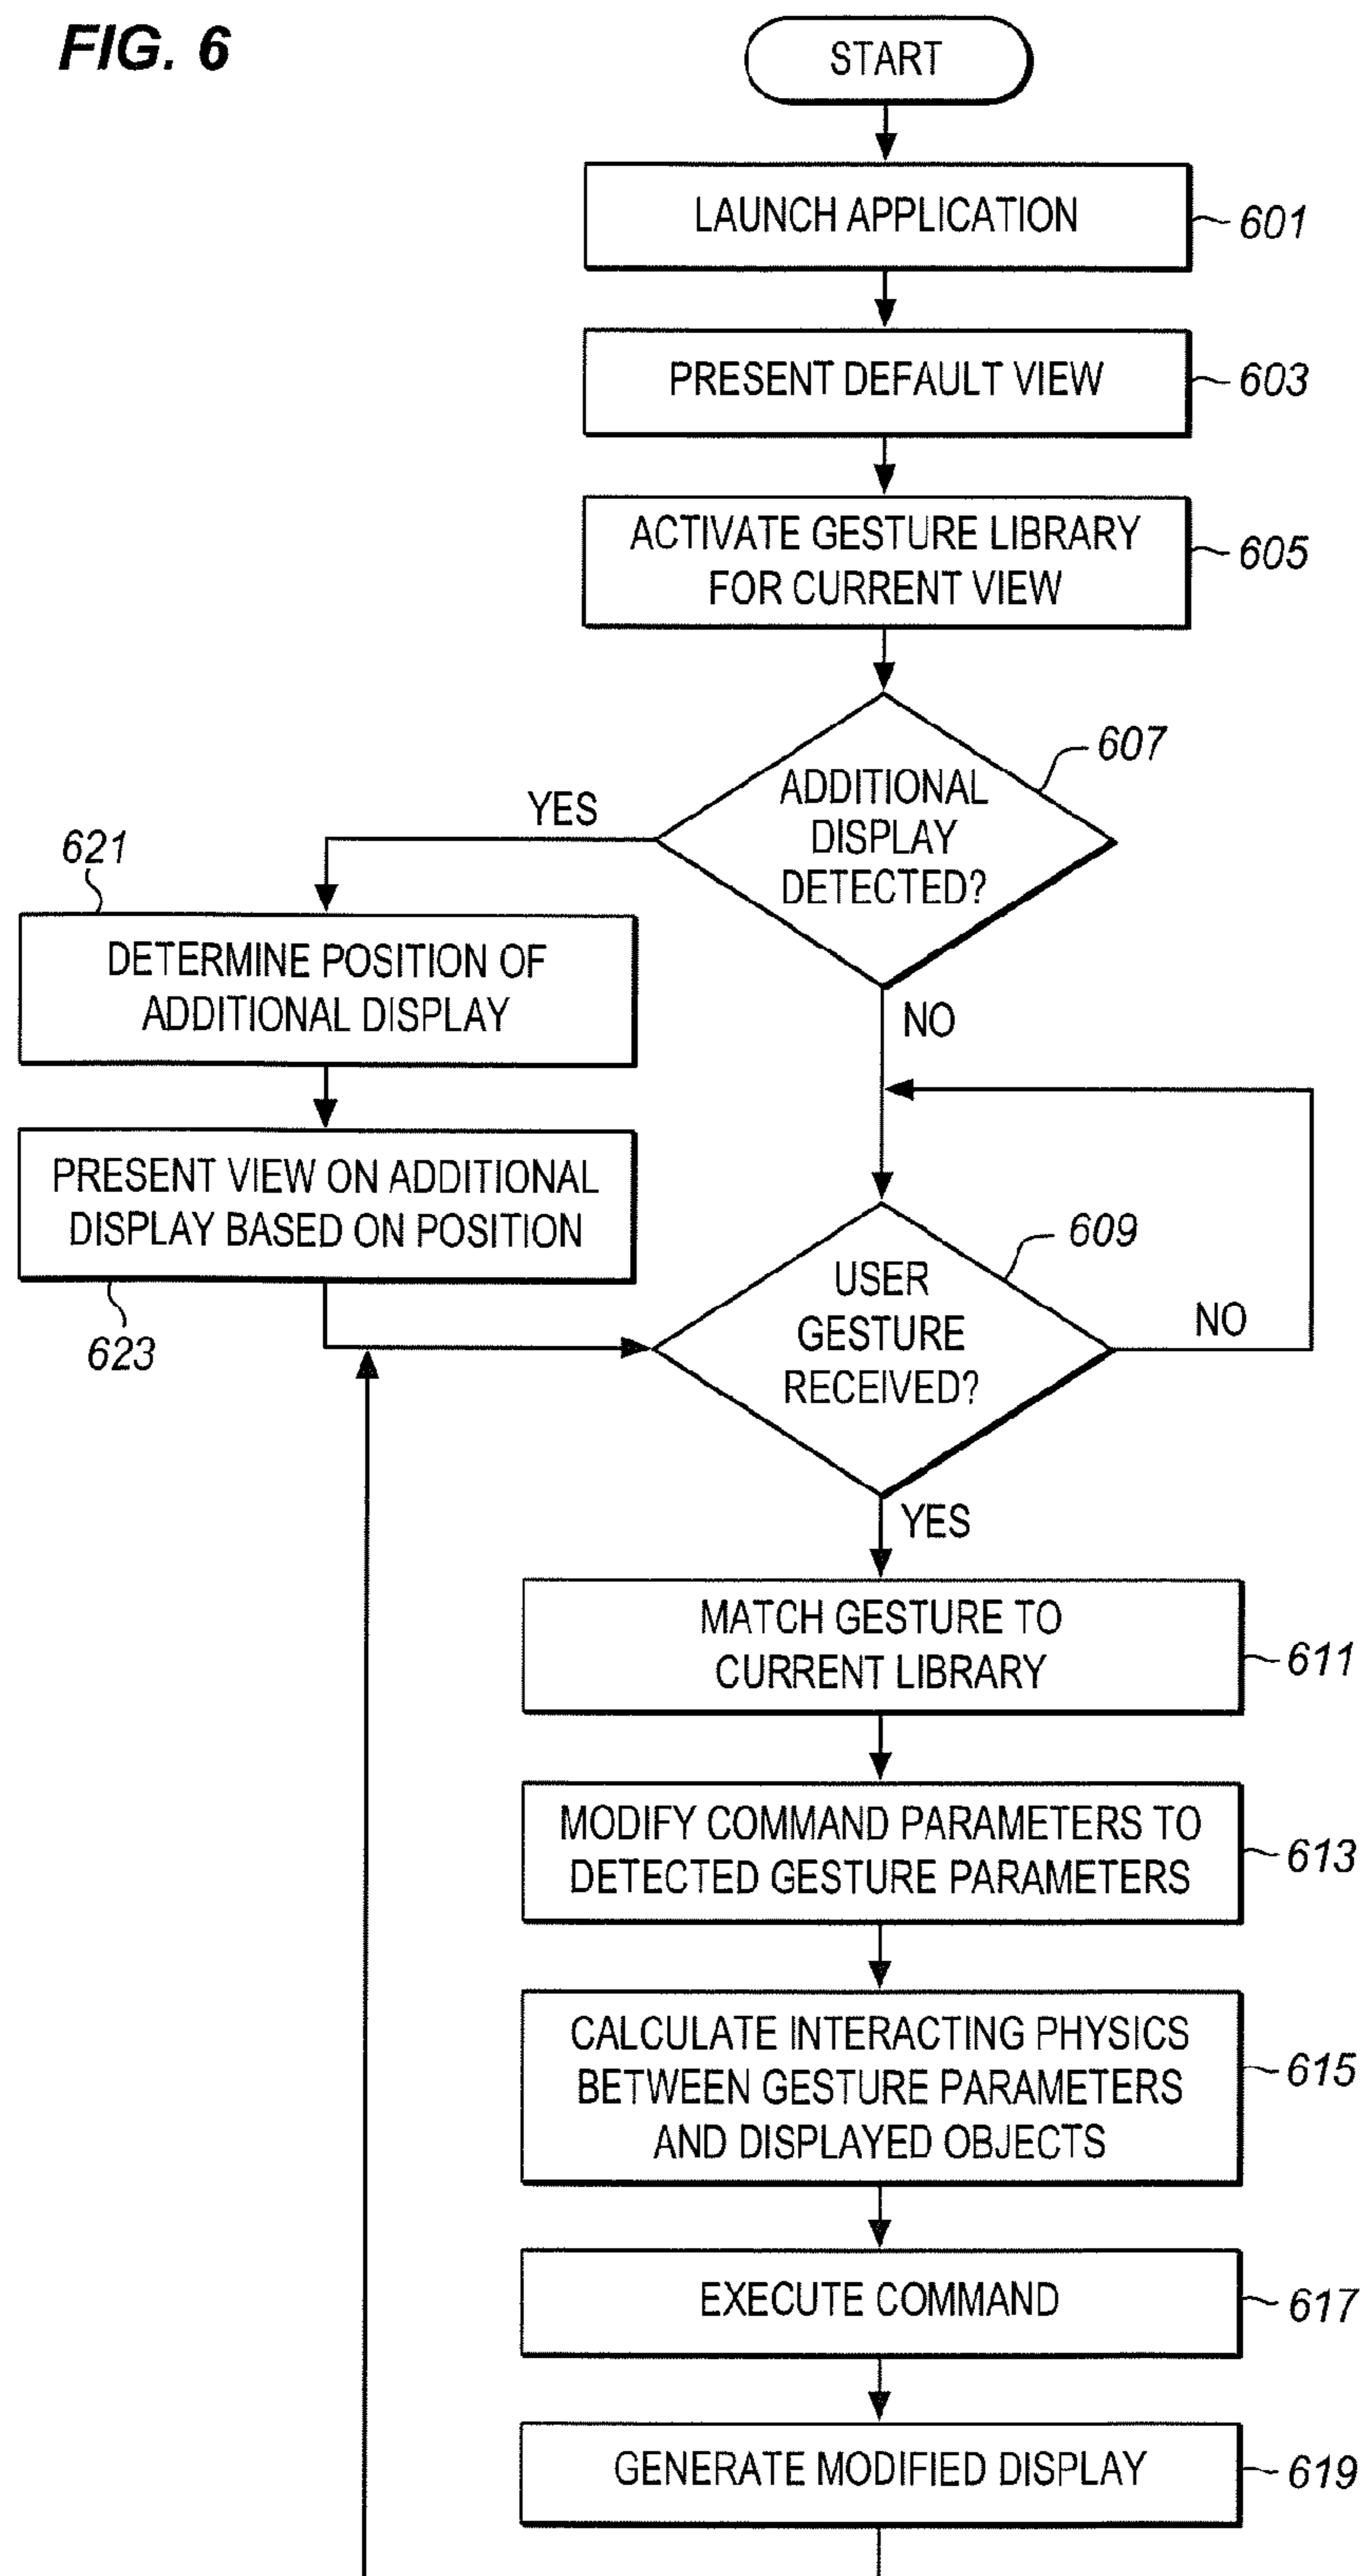 FIG. 6
START
LAUNCH APPLICATION
601
PRESENT DEFAULT VIEW
603
ACTIVATE GESTURE LIBRARY
FOR CURRENT VIEW
605
607
ADDITIONAL
DISPLAY
DETECTED?
YES
NO
621
DETERMINE POSITION OF
ADDITIONAL DISPLAY
PRESENT VIEW ON ADDITIONAL
DISPLAY BASED ON POSITION
623
609
USER
GESTURE
RECEIVED?
NO
YES
MATCH GESTURE TO
CURRENT LIBRARY
611
MODIFY COMMAND PARAMETERS TO
DETECTED GESTURE PARAMETERS
613
CALCULATE INTERACTING PHYSICS
BETWEEN GESTURE PARAMETERS
AND DISPLAYED OBJECTS
615
EXECUTE COMMAND
617
GENERATE MODIFIED DISPLAY
619